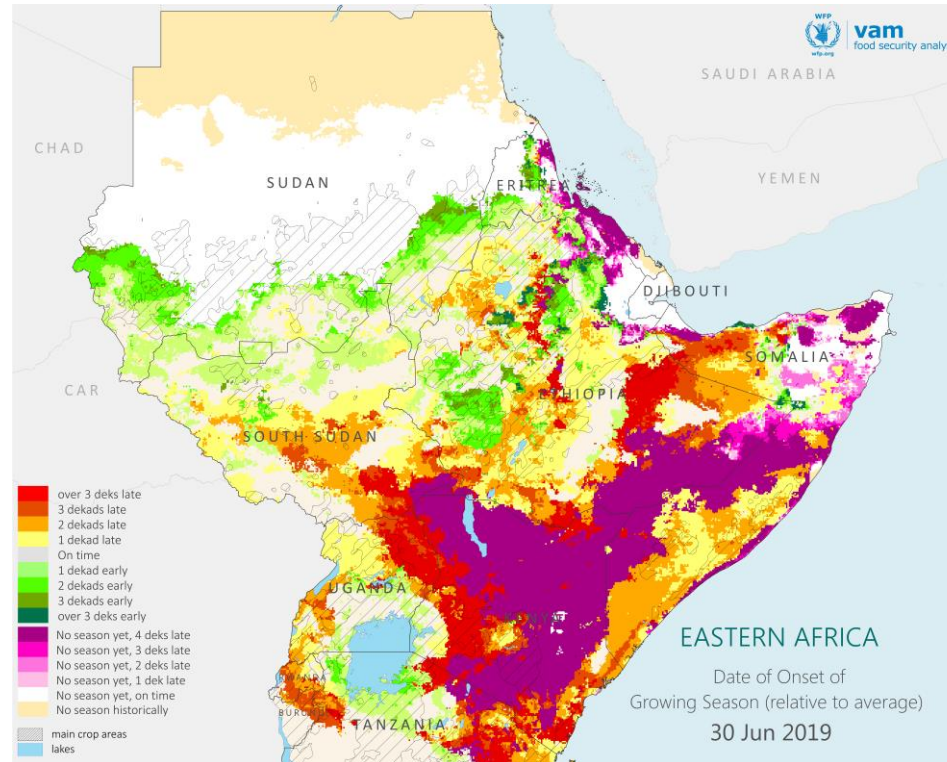 WFP
wfp.org
vam
food security analy
SAUDI ARABIA
CHAD
YEMEN
SUDAN
ERITREA
DJIBOUTI
SOMALIA
CAR
ETHIOPIA
SOUTH SUDAN
over 3 deks late
3 dekads late
2 dekads late
1 dekad late
On time
1 dekad early
2 dekads early
3 dekads early
over 3 deks early
No season yet, 4 deks late
No season yet, 3 deks late
No season yet, 2 deks late
No season yet, 1 dek late
No season yet, on time
No season historically
main crop areas
lakes
UGANDA
KENYA
RWANDA
BURUNDI
TANZANIA
EASTERN AFRICA
Date of Onset of
Growing Season (relative to average)
30 Jun 2019